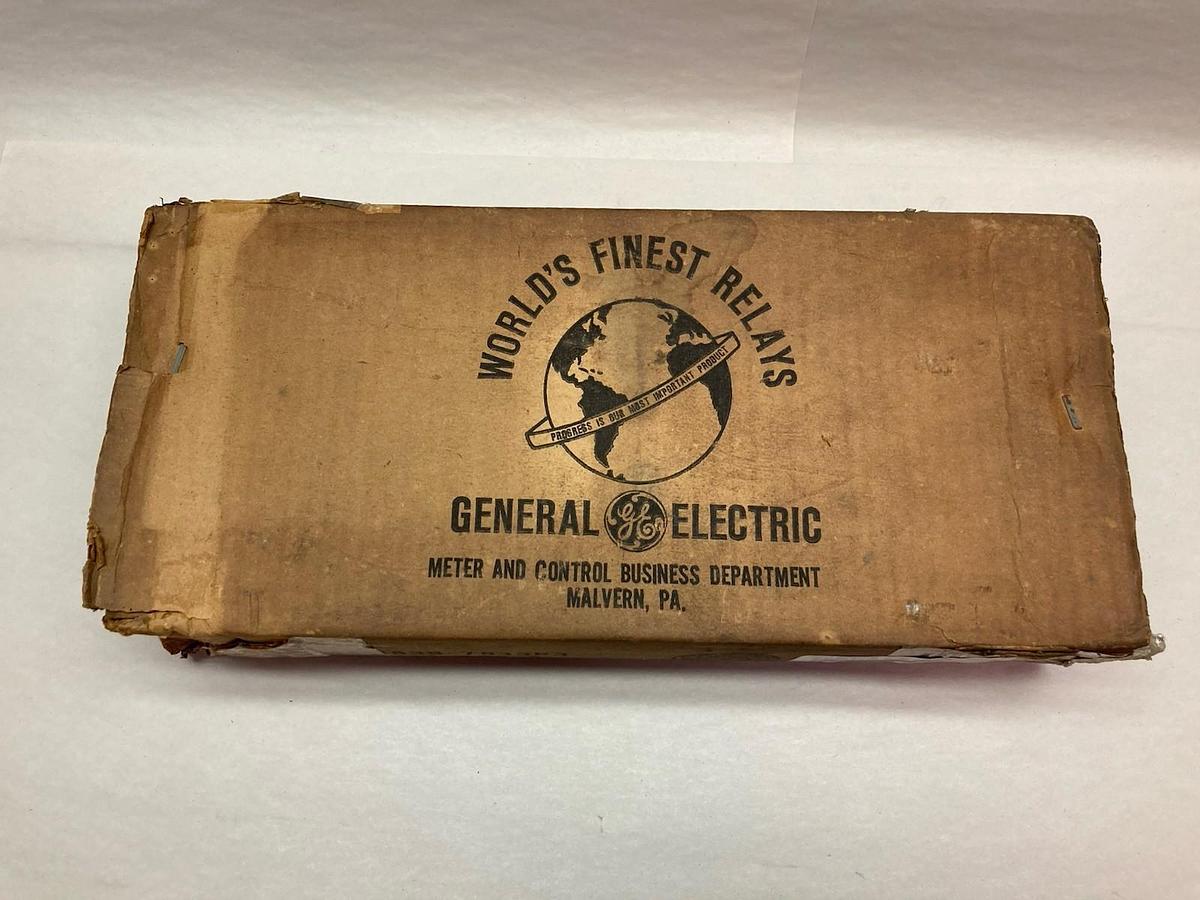 WORLD'S FINEST RELAYS
PROGRESS IS OUR MOST IMPORTANT PRODUCT
GENERAL GE ELECTRIC
METER AND CONTROL BUSINESS DEPARTMENT
MALVERN, PA.